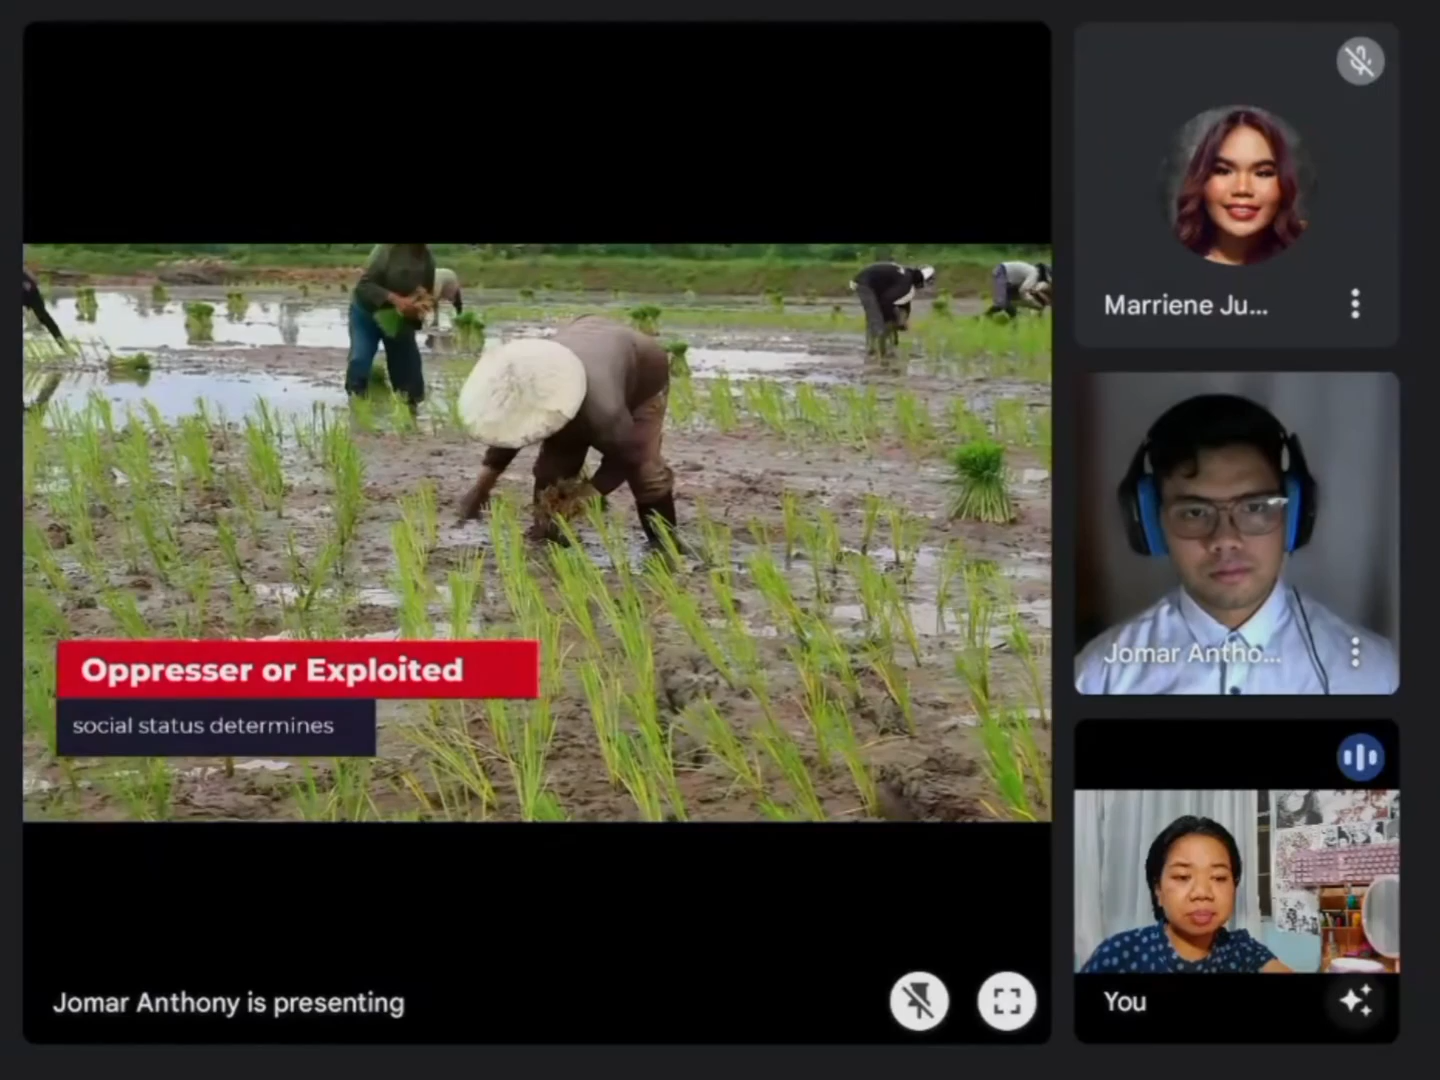 Oppresser or Exploited
social status determines
Jomar Anthony is presenting
Marriene Ju...
Jomar Antho...
You